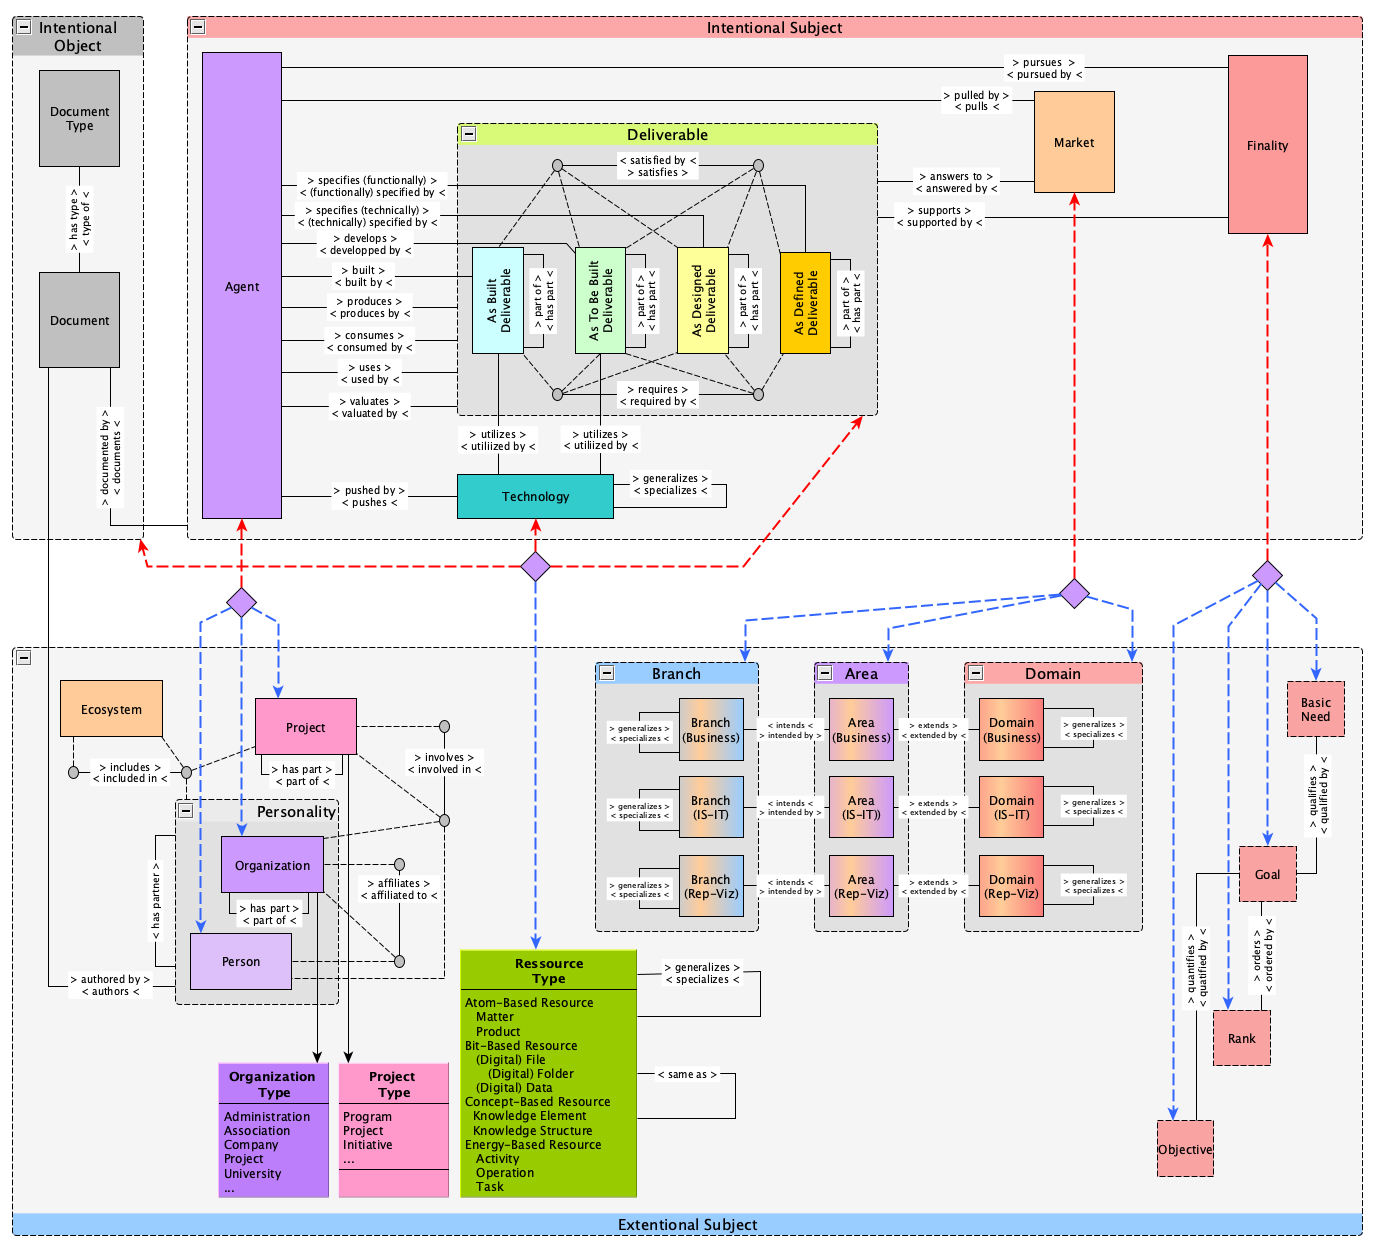 Intentional
Object
Document
Type
> has type >
< type of <
Document
> documented by >
< documents <
Intentional Subject
Agent
> pursues >
< pursued by <
> pulled by >
< pulls <
Market
Finality
Deliverable
< satisfied by <
> satisfies >
> answers to >
< answered by <
> supports >
< supported by <
> specifies (functionally) >
< (functionally) specified by <
> specifies (technically) >
< (technically) specified by <
> develops >
< developped by <
> built >
< built by <
> produces >
< produces by <
> consumes >
< consumed by <
> uses >
< used by <
> valuates >
< valuated by <
As Built
Deliverable
> part of >
< has part <
As To Be Built
Deliverable
> part of >
< has part <
As Designed
Deliverable
> part of >
< has part <
As Defined
Deliverable
> part of >
< has part <
> requires >
< required by <
> utilizes >
< utiliized by <
> utilizes >
< utiliized by <
> pushed by >
< pushes <
Technology
> generalizes >
< specializes <
Ecosystem
> includes >
< included in <
Project
> has part >
< part of <
> involves >
< involved in <
Personality
< has partner >
Organization
> has part >
< part of <
> affiliates >
< affiliated to <
Person
> authored by >
< authors <
Organization
Type
Administration
Association
Company
Project
University
...
Project
Type
Program
Project
Initiative
...
Ressource
Type
Atom-Based Resource
Matter
Product
Bit-Based Resource
(Digital) File
(Digital) Folder
(Digital) Data
Concept-Based Resource
Knowledge Element
Knowledge Structure
Energy-Based Resource
Activity
Operation
Task
> generalizes >
< specializes <
< same as >
Branch
Area
Domain
> generalizes >
< specializes <
Branch
(Business)
< intends <
> intended by >
Area
(Business)
> extends >
< extended by <
Domain
(Business)
> generalizes >
< specializes <
> generalizes >
< specializes <
Branch
(IS-IT)
< intends <
> intended by >
Area
(IS-IT))
> extends >
< extended by <
Domain
(IS-IT)
> generalizes >
< specializes <
> generalizes >
< specializes <
Branch
(Rep-Viz)
< intends <
> intended by >
Area
(Rep-Viz)
> extends >
< extended by <
Domain
(Rep-Viz)
> generalizes >
< specializes <
Basic
Need
> qualifies >
< qualified by <
Goal
> quantifies >
< quatified by <
> orders >
< ordered by <
Rank
Objective
Extentional Subject